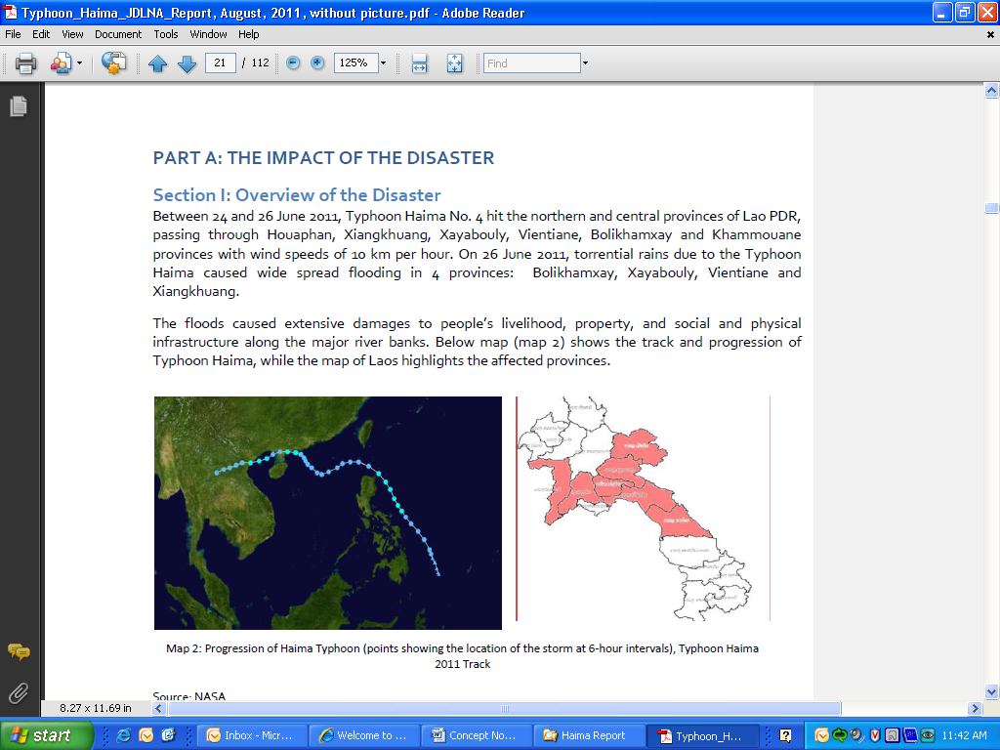 Typhoon_Haima_JDLNA_Report, August, 2011, without picture.pdf - Adobe Reader
File Edit View Document Tools Window Help
21 / 112 125% Find
PART A: THE IMPACT OF THE DISASTER
Section I: Overview of the Disaster
Between 24 and 26 June 2011, Typhoon Haima No. 4 hit the northern and central provinces of Lao PDR,
passing through Houaphan, Xiangkhuang, Xayabouly, Vientiane, Bolikhamxay and Khammouane
provinces with wind speeds of 10 km per hour. On 26 June 2011, torrential rains due to the Typhoon
Haima caused wide spread flooding in 4 provinces: Bolikhamxay, Xayabouly, Vientiane and
Xiangkhuang.
The floods caused extensive damages to people's livelihood, property, and social and physical
infrastructure along the major river banks. Below map (map 2) shows the track and progression of
Typhoon Haima, while the map of Laos highlights the affected provinces.
Map 2: Progression of Haima Typhoon (points showing the location of the storm at 6-hour intervals), Typhoon Haima
2011 Track
Source: NASA
8.27 x 11.69 in
start Inbox - Micr... Welcome to ... Concept No... Haima Report Typhoon_H... 11:42 AM